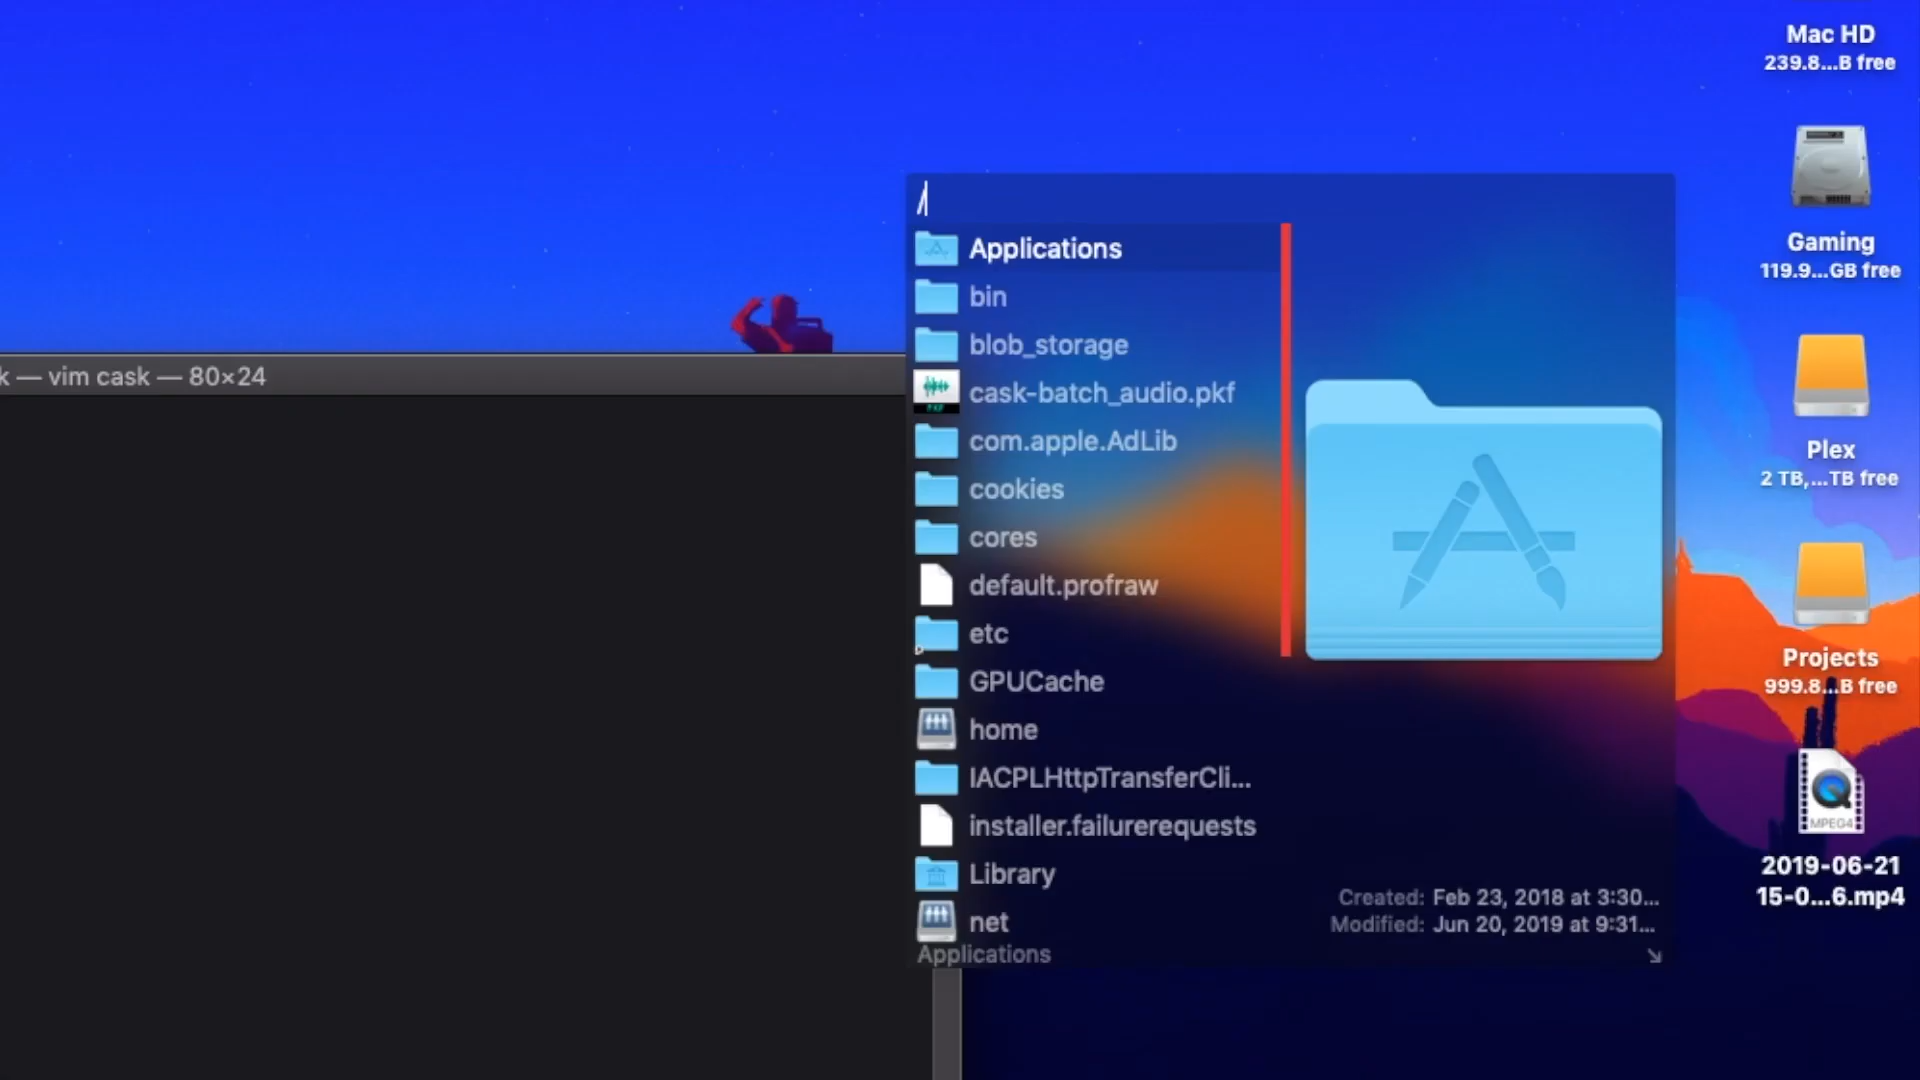 Mac HD
239.8...B free
Gaming
119.9...GB free
Plex
2 TB,...TB free
Projects
999.8...B free
MPEG4
2019-06-21
15-0...6.mp4
k — vim cask — 80×24
/
Applications
bin
blob_storage
cask-batch_audio.pkf
com.apple.AdLib
cookies
cores
default.profraw
etc
GPUCache
home
IACPLHttpTransferCli...
installer.failurerequests
Library
net
Applications
Created: Feb 23, 2018 at 3:30...
Modified: Jun 20, 2019 at 9:31...